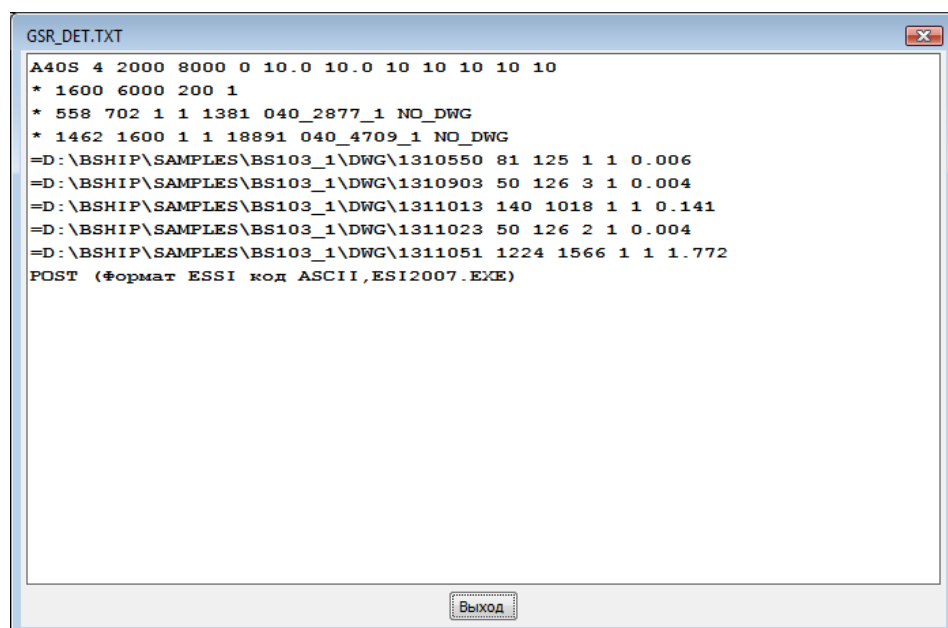 GSR_DET.TXT
A40S 4 2000 8000 0 10.0 10.0 10 10 10 10 10
* 1600 6000 200 1
* 558 702 1 1 1381 040_2877_1 NO_DWG
* 1462 1600 1 1 18891 040_4709_1 NO_DWG
=D:\BSHIP\SAMPLES\BS103_1\DWG\1310550 81 125 1 1 0.006
=D:\BSHIP\SAMPLES\BS103_1\DWG\1310903 50 126 3 1 0.004
=D:\BSHIP\SAMPLES\BS103_1\DWG\1311013 140 1018 1 1 0.141
=D:\BSHIP\SAMPLES\BS103_1\DWG\1311023 50 126 2 1 0.004
=D:\BSHIP\SAMPLES\BS103_1\DWG\1311051 1224 1566 1 1 1.772
POST (Формат ESSI код ASCII,ESI2007.EXE)
Выход